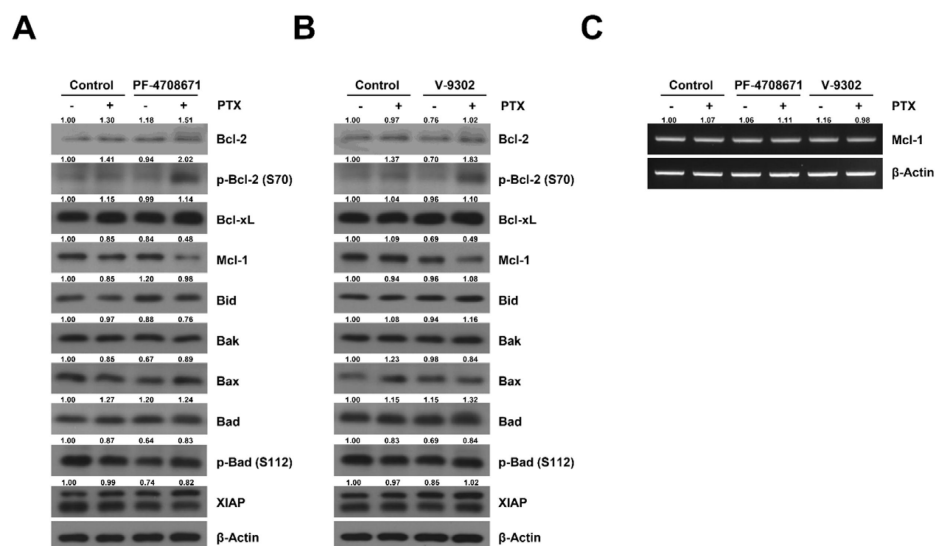 A
Control PF-4708671
- + - + PTX
1.00 1.30 1.18 1.51
Bcl-2
1.00 1.41 0.94 2.02
p-Bcl-2 (S70)
1.00 1.15 0.99 1.14
Bcl-xL
1.00 0.85 0.84 0.48
Mcl-1
1.00 0.85 1.20 0.98
Bid
1.00 0.97 0.88 0.76
Bak
1.00 0.85 0.67 0.89
Bax
1.00 1.27 1.20 1.24
Bad
1.00 0.87 0.64 0.83
p-Bad (S112)
1.00 0.99 0.74 0.82
XIAP
β-Actin
B
Control V-9302
- + - + PTX
1.00 0.97 0.76 1.02
Bcl-2
1.00 1.37 0.70 1.83
p-Bcl-2 (S70)
1.00 1.04 0.96 1.10
Bcl-xL
1.00 1.09 0.69 0.49
Mcl-1
1.00 0.94 0.96 1.08
Bid
1.00 1.08 0.94 1.16
Bak
1.00 1.23 0.98 0.84
Bax
1.00 1.15 1.15 1.32
Bad
1.00 0.83 0.69 0.84
p-Bad (S112)
1.00 0.97 0.85 1.02
XIAP
β-Actin
C
Control PF-4708671 V-9302
- + - + - + PTX
1.00 1.07 1.06 1.11 1.16 0.98
Mcl-1
β-Actin